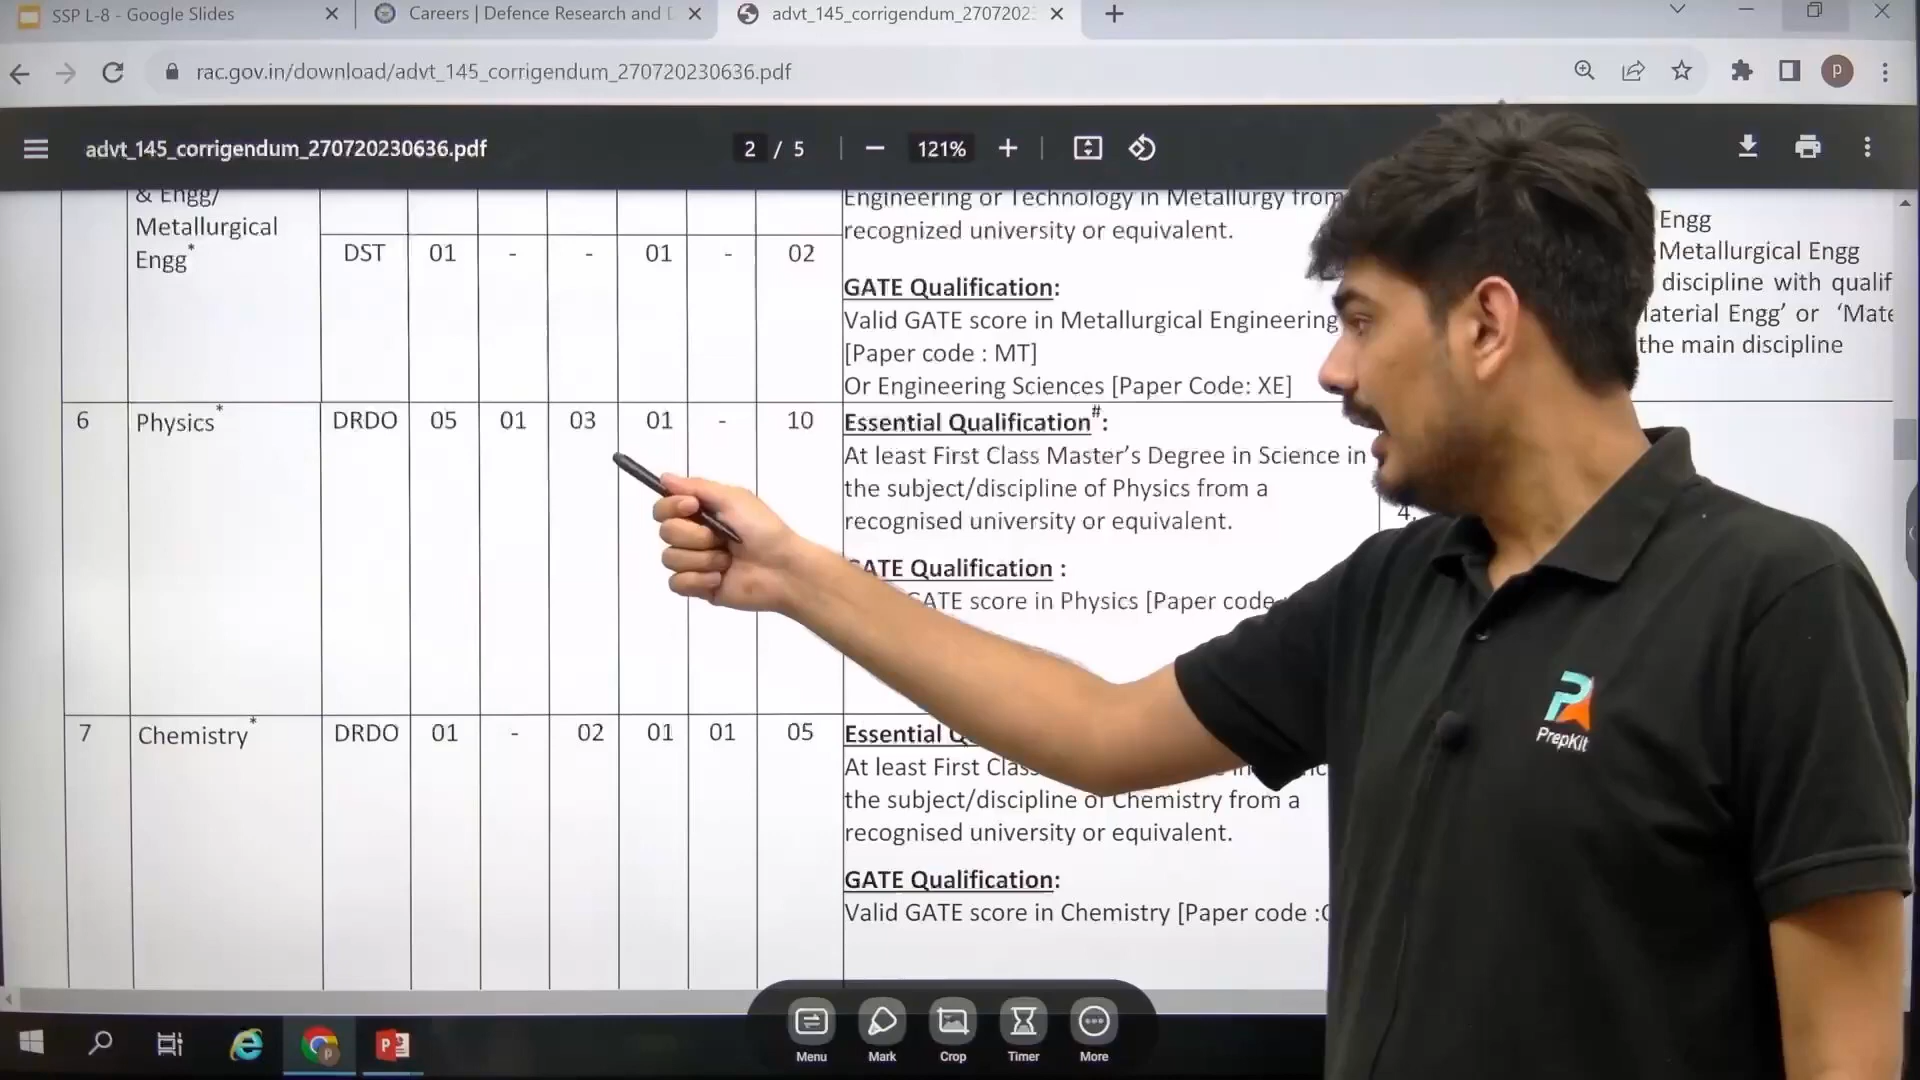 SSP L-8 - Google Slides
Careers | Defence Research and D
advt_145_corrigendum_2707202
rac.gov.in/download/advt_145_corrigendum_270720230636.pdf
p
advt_145_corrigendum_270720230636.pdf
2 / 5
121%
& Engg/
Metallurgical
Engg*
DST 01 - - 01 - 02
Engineering or Technology in Metallurgy from
recognized university or equivalent.
GATE Qualification:
Valid GATE score in Metallurgical Engineering
[Paper code : MT]
Or Engineering Sciences [Paper Code: XE]
Engg
Metallurgical Engg
discipline with qualif
aterial Engg’ or ‘Mate
the main discipline
6 Physics* DRDO 05 01 03 01 - 10
Essential Qualification#:
At least First Class Master’s Degree in Science in
the subject/discipline of Physics from a
recognised university or equivalent.
4.
GATE Qualification :
GATE score in Physics [Paper code
7 Chemistry* DRDO 01 - 02 01 01 05
Essential Q
At least First Class
the subject/discipline of Chemistry from a
recognised university or equivalent.
GATE Qualification:
Valid GATE score in Chemistry [Paper code :C
PrepKit
Menu
Mark
Crop
Timer
More